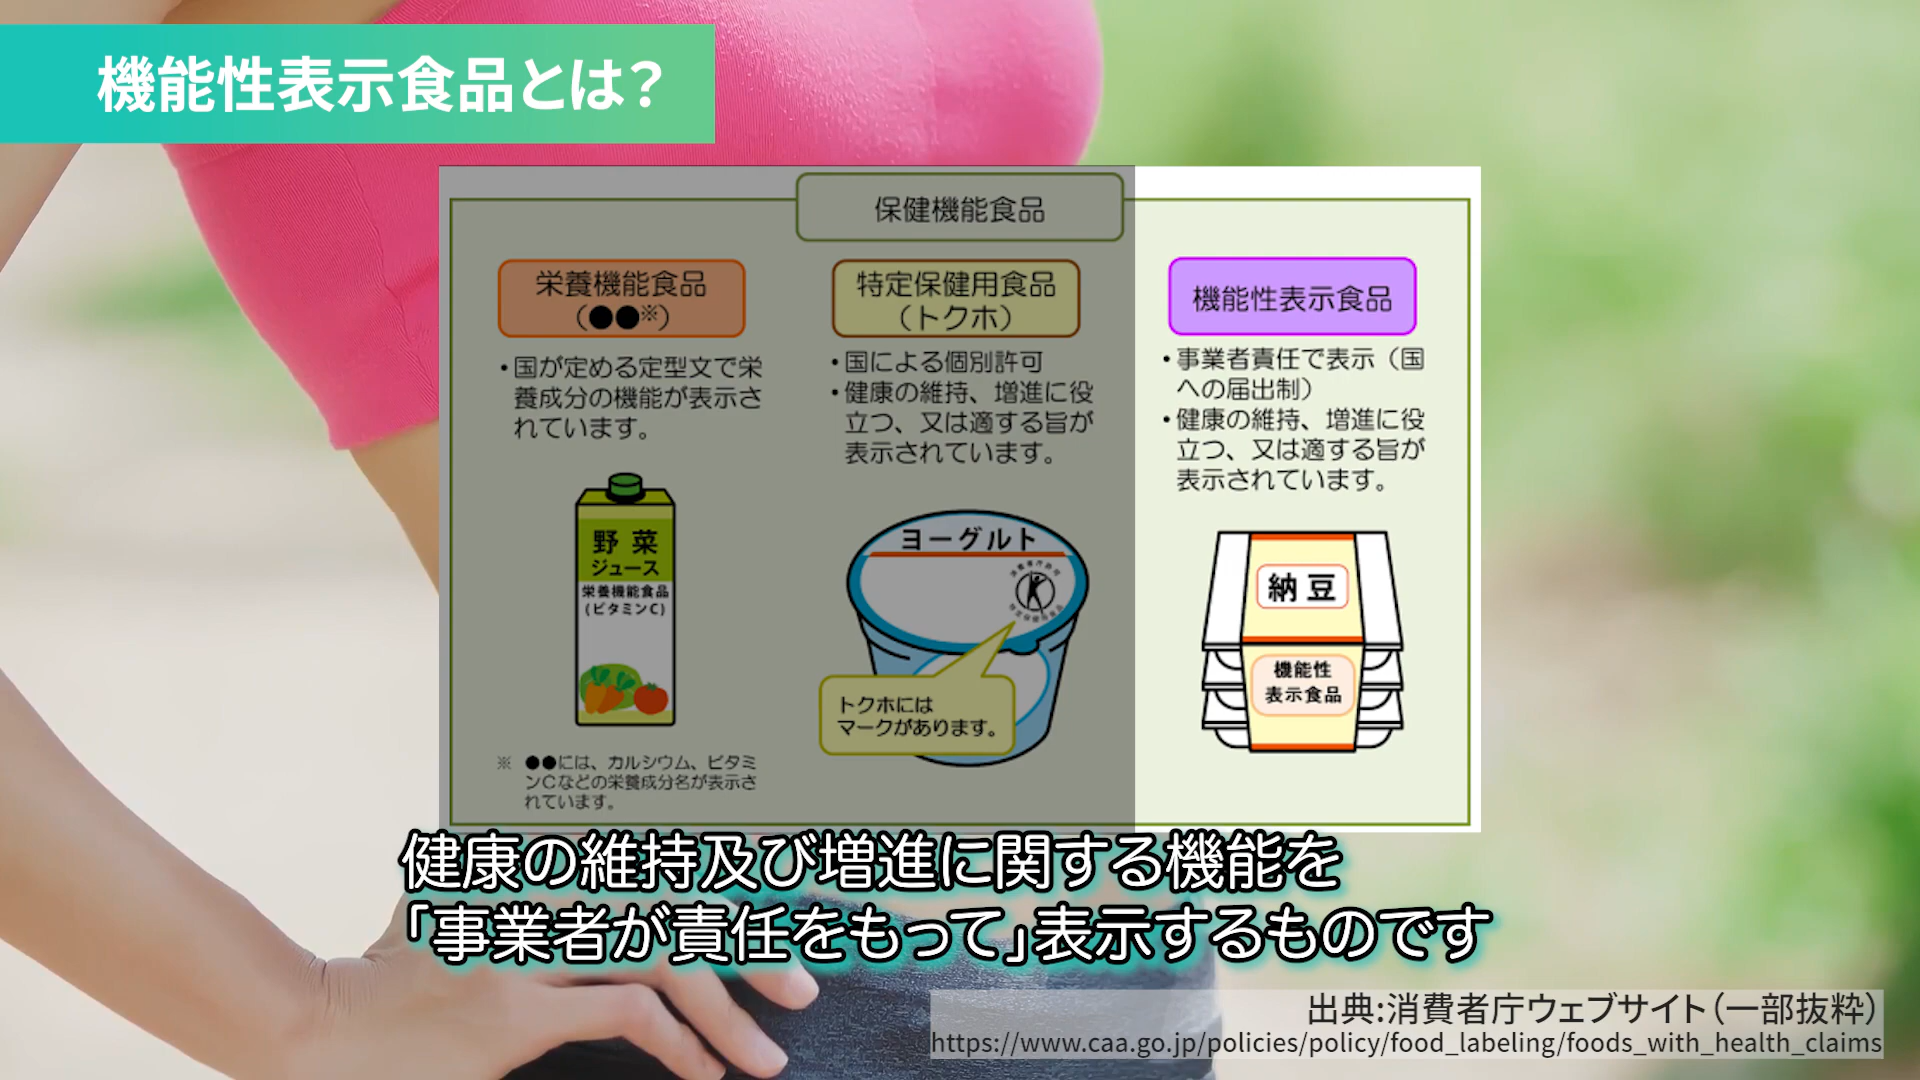 機能性表示食品とは？
保健機能食品
栄養機能食品
（●●※）
・国が定める定型文で栄
養成分の機能が表示さ
れています。
野 菜
ジュース
栄養機能食品
(ビタミンC)
※ ●●には、カルシウム、ビタミ
ンCなどの栄養成分名が表示さ
れています。
特定保健用食品
（トクホ）
・国による個別許可
・健康の維持、増進に役
立つ、又は適する旨が
表示されています。
ヨーグルト
トクホには
マークがあります。
機能性表示食品
・事業者責任で表示（国
への届出制）
・健康の維持、増進に役
立つ、又は適する旨が
表示されています。
納 豆
機能性
表示食品
健康の維持及び増進に関する機能を
「事業者が責任をもって」表示するものです
出典:消費者庁ウェブサイト（一部抜粋）
https://www.caa.go.jp/policies/policy/food_labeling/foods_with_health_claims